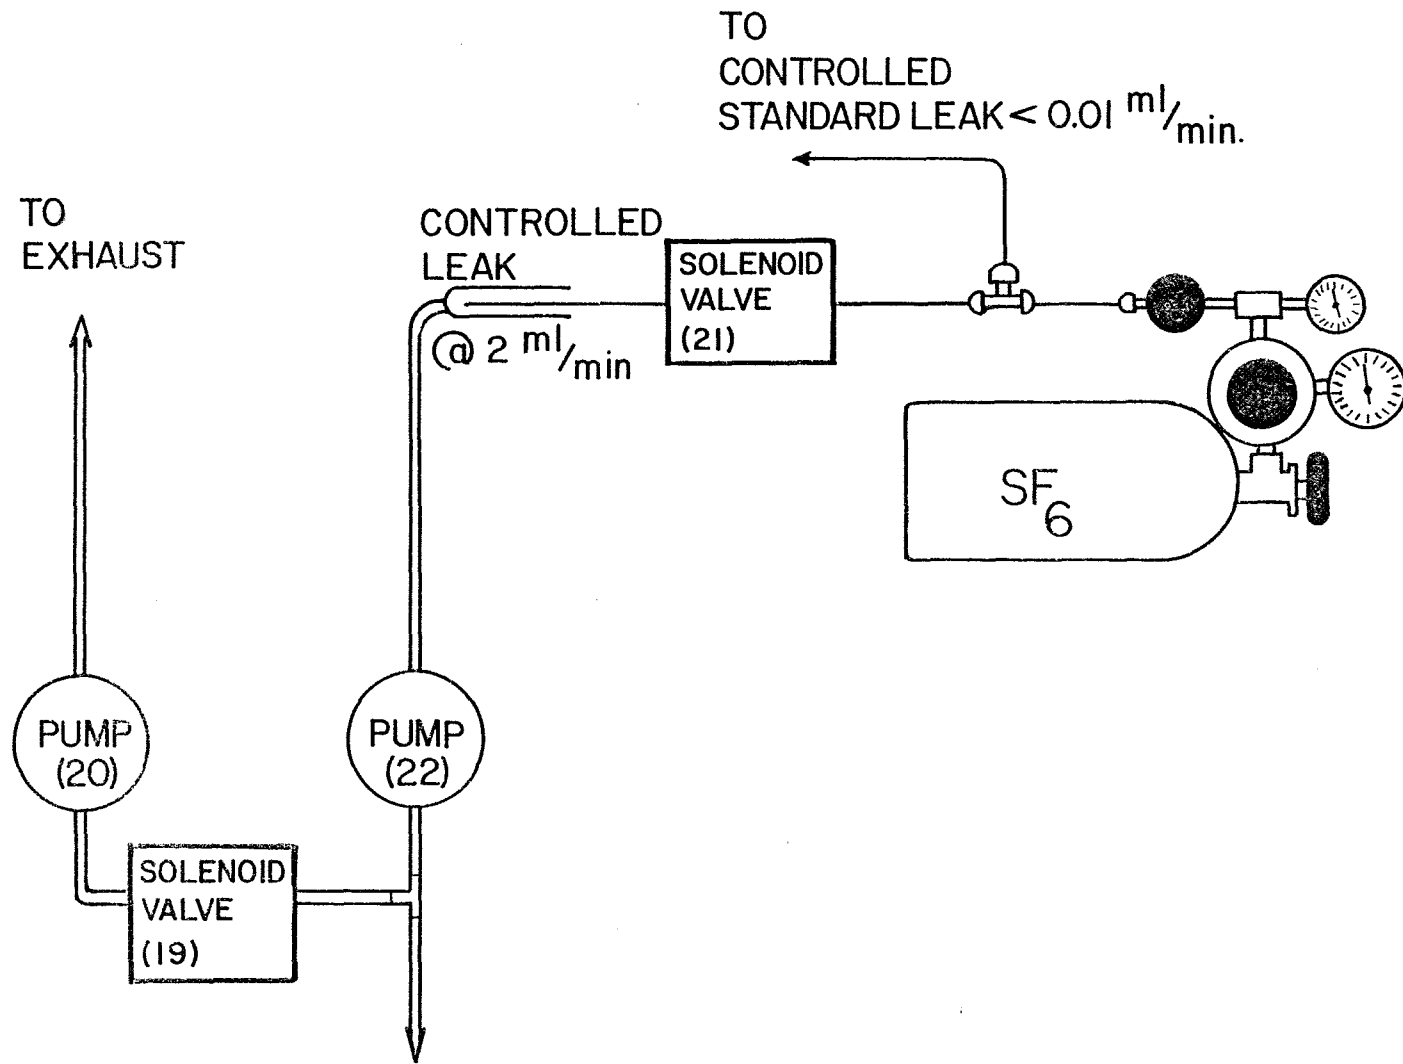 TO
CONTROLLED
STANDARD LEAK < 0.01 ml/min.
TO
EXHAUST
CONTROLLED
LEAK
@ 2 ml/min
SOLENOID
VALVE
(21)
SF6
PUMP
(20)
PUMP
(22)
SOLENOID
VALVE
(19)